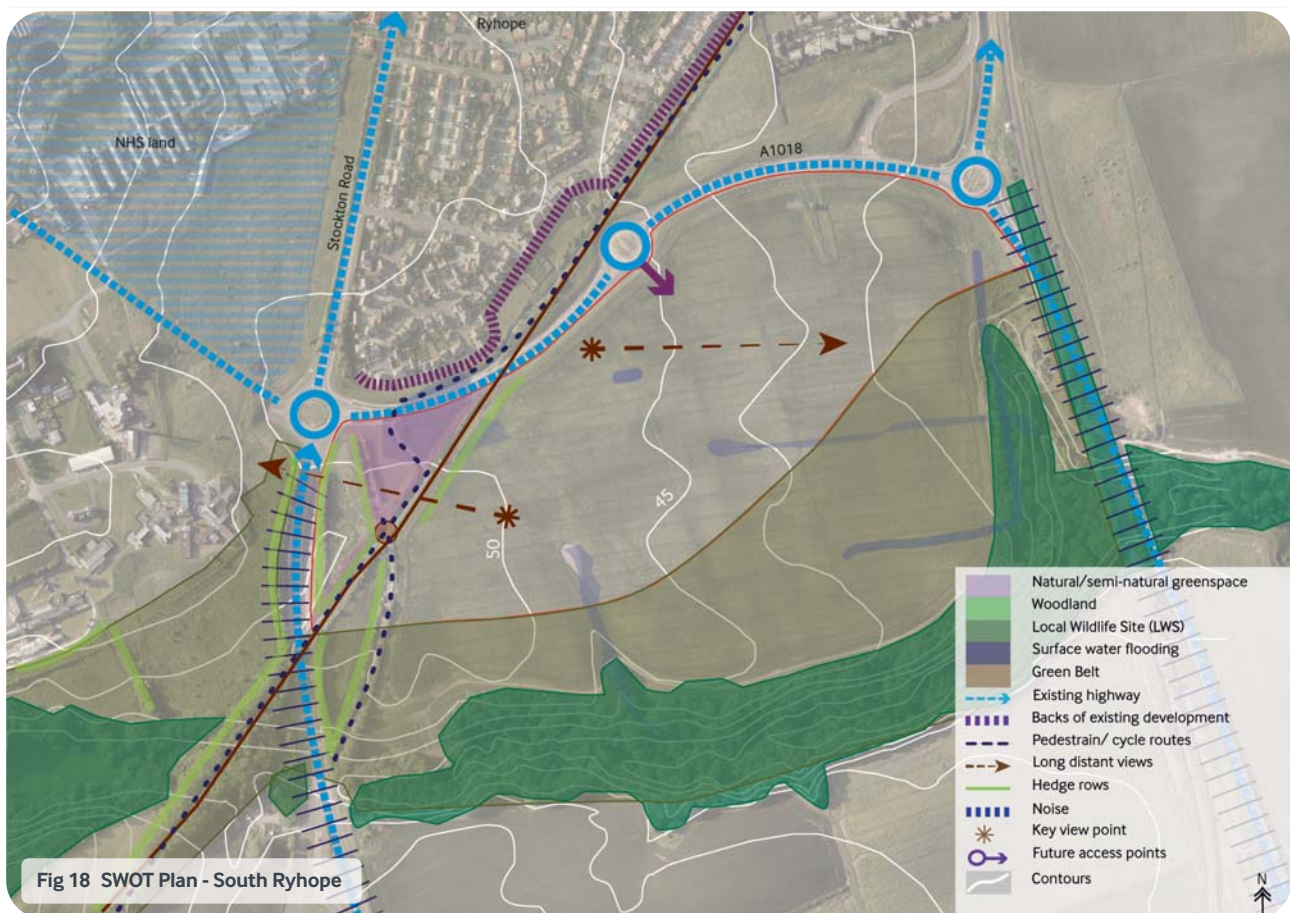 Ryhope
NHS land
Stockton Road
A1018
45
50
Natural/semi-natural greenspace
Woodland
Local Wildlife Site (LWS)
Surface water flooding
Green Belt
Existing highway
Backs of existing development
Pedestrain/ cycle routes
Long distant views
Hedge rows
Noise
Key view point
Future access points
Contours
N
Fig 18 SWOT Plan - South Ryhope